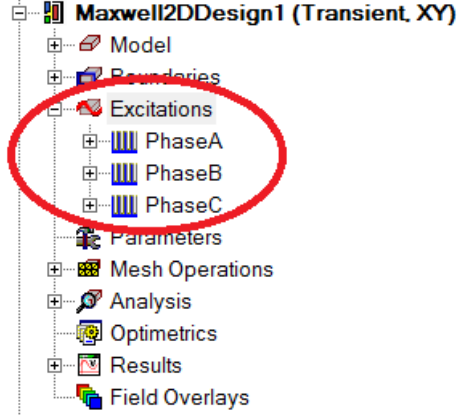 Maxwell2DDesign1 (Transient, XY)
Model
Boundaries
Excitations
PhaseA
PhaseB
PhaseC
Parameters
Mesh Operations
Analysis
Optimetrics
Results
Field Overlays